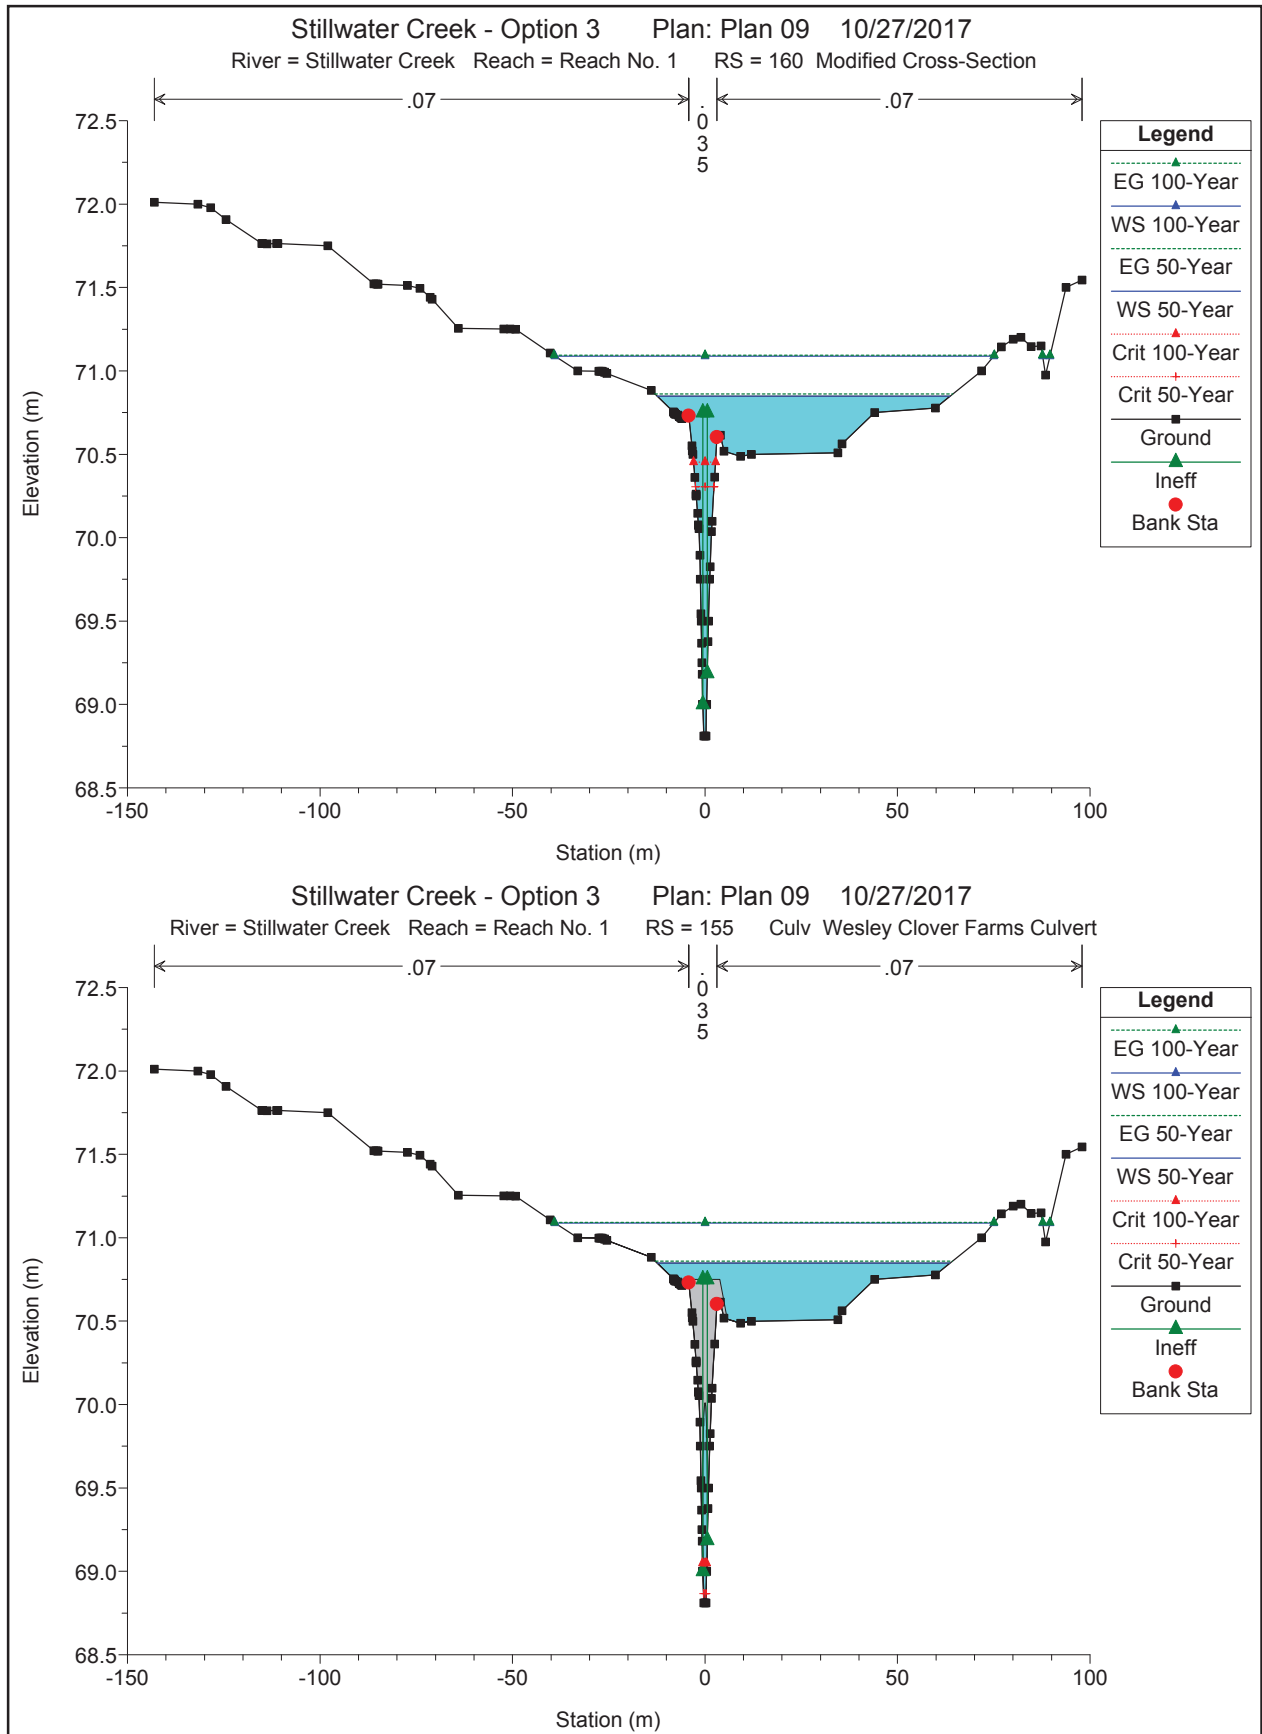 Stillwater Creek - Option 3 Plan: Plan 09 10/27/2017
River = Stillwater Creek Reach = Reach No. 1 RS = 160 Modified Cross-Section
.07 .035 .07
72.5
72.0
71.5
71.0
70.5
70.0
69.5
69.0
68.5
Elevation (m)
-150 -100 -50 0 50 100
Station (m)
Legend
EG 100-Year
WS 100-Year
EG 50-Year
WS 50-Year
Crit 100-Year
Crit 50-Year
Ground
Ineff
Bank Sta
Stillwater Creek - Option 3 Plan: Plan 09 10/27/2017
River = Stillwater Creek Reach = Reach No. 1 RS = 155 Culv Wesley Clover Farms Culvert
.07 .035 .07
72.5
72.0
71.5
71.0
70.5
70.0
69.5
69.0
68.5
Elevation (m)
-150 -100 -50 0 50 100
Station (m)
Legend
EG 100-Year
WS 100-Year
EG 50-Year
WS 50-Year
Crit 100-Year
Crit 50-Year
Ground
Ineff
Bank Sta